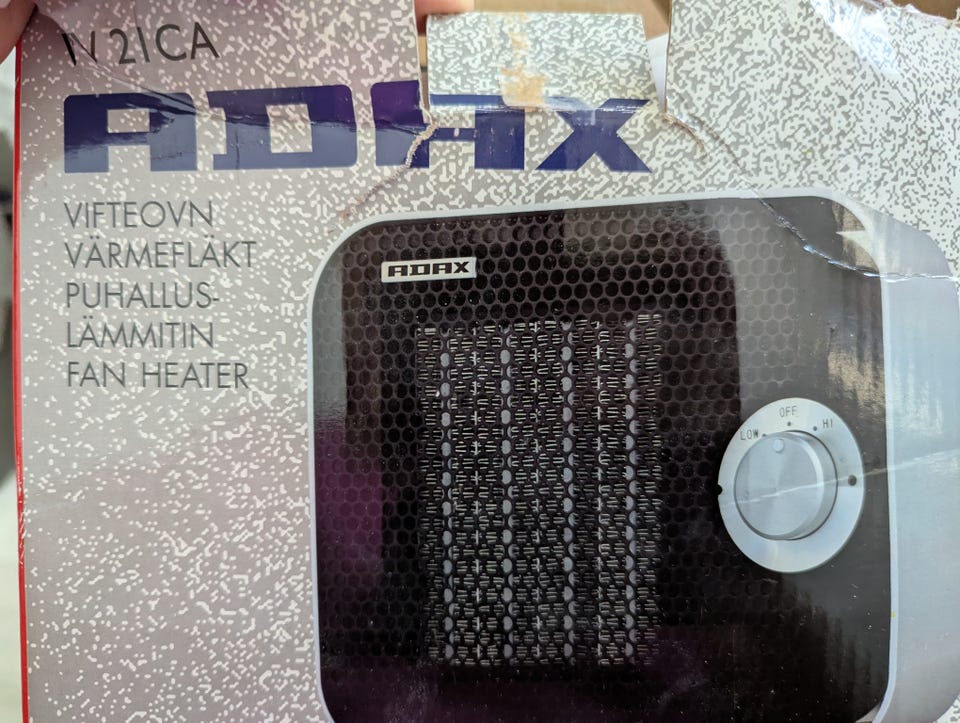 21CA
ADAX
VIFTEOVN
VÄRMEFLÄKT
PUHALLUS-
LÄMMITIN
FAN HEATER
ADAX
OFF
LOW HI